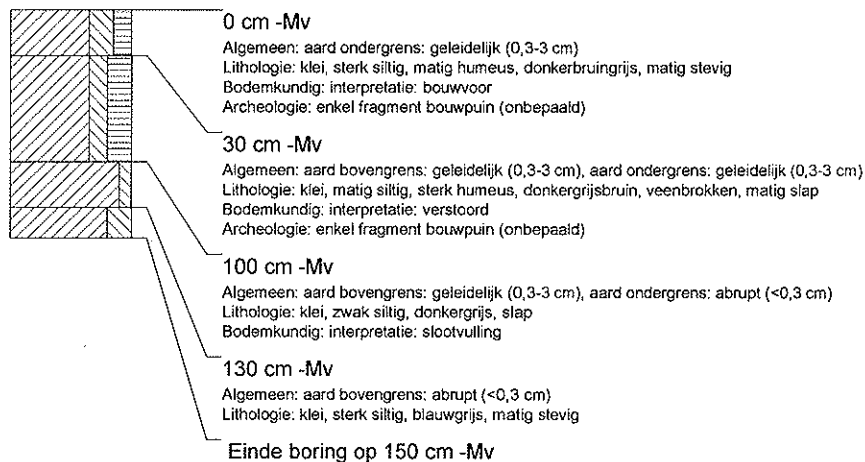 0 cm -Mv
Algemeen: aard ondergrens: geleidelijk (0,3-3 cm)
Lithologie: klei, sterk siltig, matig humeus, donkerbruingrijs, matig stevig
Bodemkundig: interpretatie: bouwvoor
Archeologie: enkel fragment bouwpuin (onbepaald)
30 cm -Mv
Algemeen: aard bovengrens: geleidelijk (0,3-3 cm), aard ondergrens: geleidelijk (0,3-3 cm)
Lithologie: klei, matig siltig, sterk humeus, donkergrijsbruin, veenbrokken, matig slap
Bodemkundig: interpretatie: verstoord
Archeologie: enkel fragment bouwpuin (onbepaald)
100 cm -Mv
Algemeen: aard bovengrens: geleidelijk (0,3-3 cm), aard ondergrens: abrupt (<0,3 cm)
Lithologie: klei, zwak siltig, donkergrijs, slap
Bodemkundig: interpretatie: slootvulling
130 cm -Mv
Algemeen: aard bovengrens: abrupt (<0,3 cm)
Lithologie: klei, sterk siltig, blauwgrijs, matig stevig
Einde boring op 150 cm -Mv